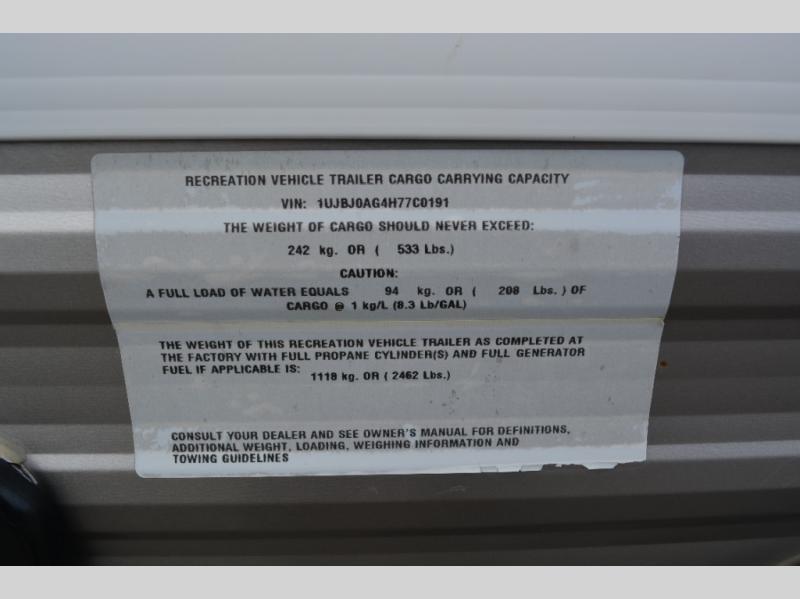 RECREATION VEHICLE TRAILER CARGO CARRYING CAPACITY
VIN: 1UJBJ0AG4H77C0191
THE WEIGHT OF CARGO SHOULD NEVER EXCEED:
242 kg. OR ( 533 Lbs.)
CAUTION:
A FULL LOAD OF WATER EQUALS 94 kg. OR ( 208 Lbs. ) OF
CARGO @ 1 kg/L (8.3 Lb/GAL)
THE WEIGHT OF THIS RECREATION VEHICLE TRAILER AS COMPLETED AT
THE FACTORY WITH FULL PROPANE CYLINDER(S) AND FULL GENERATOR
FUEL IF APPLICABLE IS: 1118 kg. OR ( 2462 Lbs.)
CONSULT YOUR DEALER AND SEE OWNER'S MANUAL FOR DEFINITIONS,
ADDITIONAL WEIGHT, LOADING, WEIGHING INFORMATION AND
TOWING GUIDELINES